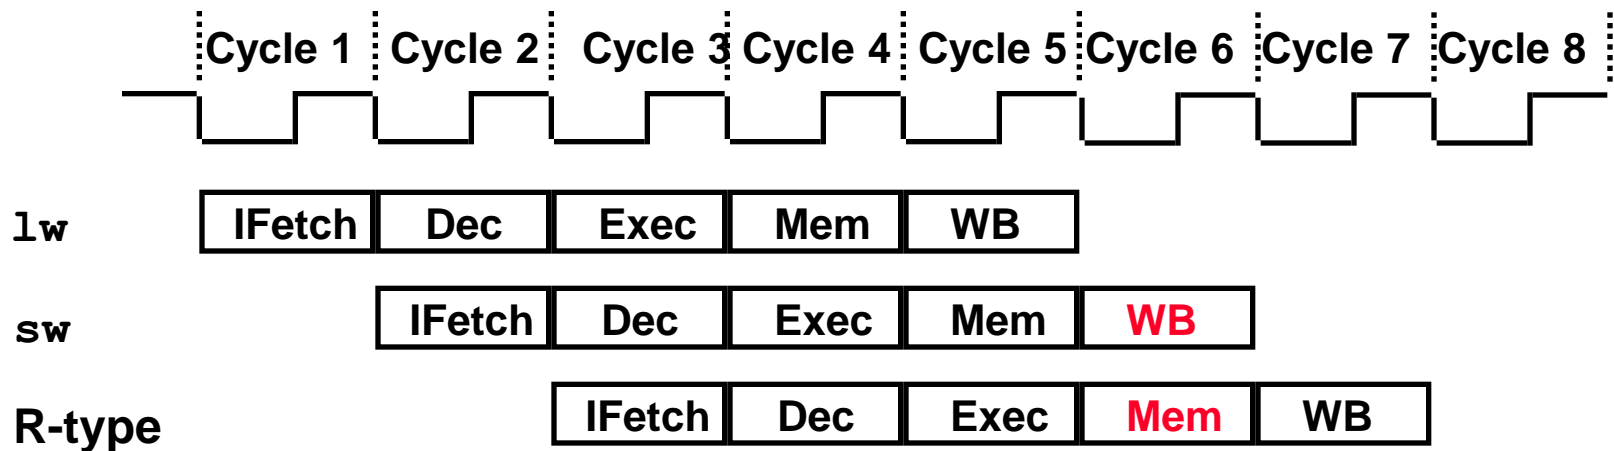 Cycle 1 Cycle 2 Cycle 3 Cycle 4 Cycle 5 Cycle 6 Cycle 7 Cycle 8
lw IFetch Dec Exec Mem WB
sw IFetch Dec Exec Mem WB
R-type IFetch Dec Exec Mem WB